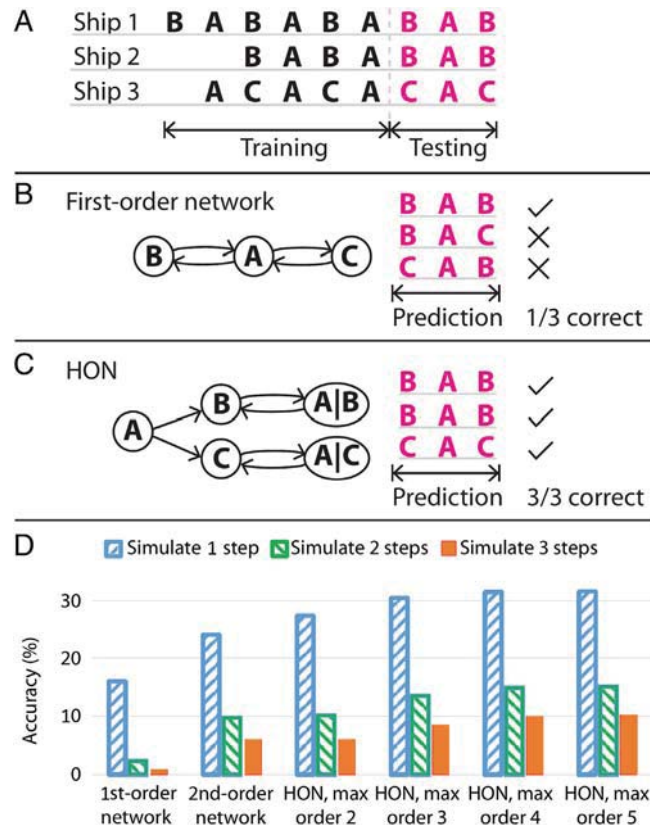 A
Ship 1 B A B A B A B A B
Ship 2 B A B A B A B
Ship 3 A C A C A C A C
Training Testing
B First-order network
B A B
B A C
C A B
B A C
Prediction 1/3 correct
C HON
B A B
B A B
C A C
A B A|B
C A|C
Prediction 3/3 correct
D Simulate 1 step Simulate 2 steps Simulate 3 steps
Accuracy (%)
30
20
10
0
1st-order network
2nd-order network
HON, max order 2
HON, max order 3
HON, max order 4
HON, max order 5